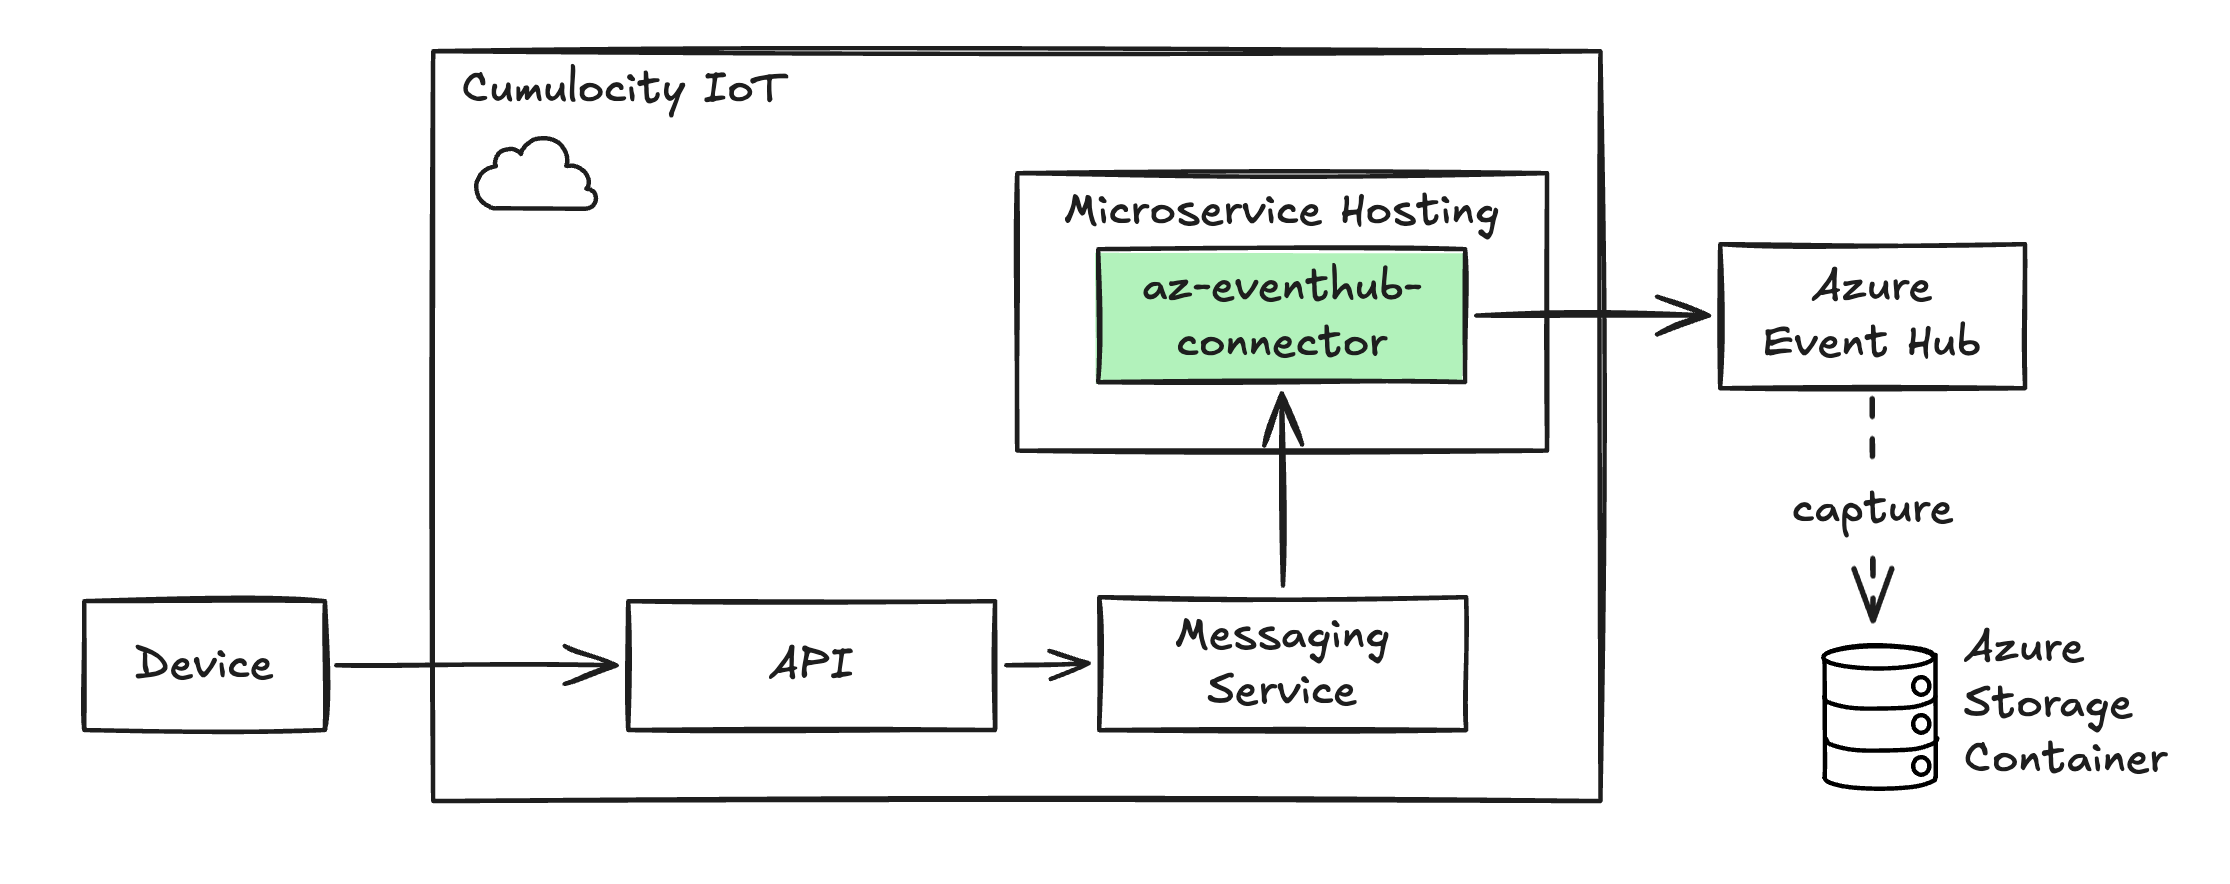 Cumulocity IoT
Microservice Hosting
az-eventhub-
connector
Azure
Event Hub
capture
Device
API
Messaging
Service
Azure
Storage
Container